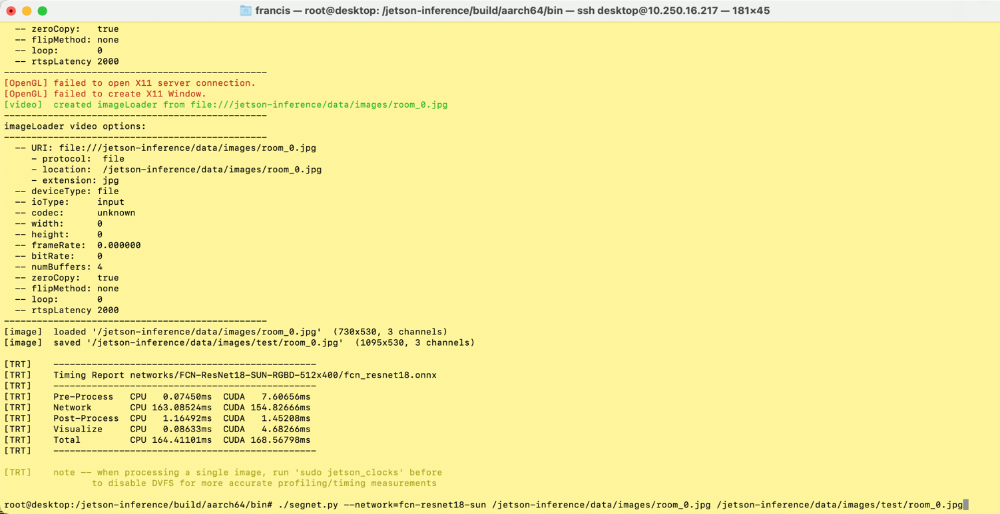 francis — root@desktop: /jetson-inference/build/aarch64/bin — ssh desktop@10.250.16.217 — 181×45
  -- zeroCopy:   true
  -- flipMethod: none
  -- loop:       0
  -- rtspLatency 2000
------------------------------------------------
[OpenGL] failed to open X11 server connection.
[OpenGL] failed to create X11 Window.
[video]  created imageLoader from file:///jetson-inference/data/images/room_0.jpg
------------------------------------------------
imageLoader video options:
------------------------------------------------
  -- URI: file:///jetson-inference/data/images/room_0.jpg
     - protocol:  file
     - location:  /jetson-inference/data/images/room_0.jpg
     - extension: jpg
  -- deviceType: file
  -- ioType:     input
  -- codec:      unknown
  -- width:      0
  -- height:     0
  -- frameRate:  0.000000
  -- bitRate:    0
  -- numBuffers: 4
  -- zeroCopy:   true
  -- flipMethod: none
  -- loop:       0
  -- rtspLatency 2000
------------------------------------------------
[image]  loaded '/jetson-inference/data/images/room_0.jpg'  (730x530, 3 channels)
[image]  saved '/jetson-inference/data/images/test/room_0.jpg'  (1095x530, 3 channels)
[TRT]    ------------------------------------------------
[TRT]    Timing Report networks/FCN-ResNet18-SUN-RGBD-512x400/fcn_resnet18.onnx
[TRT]    ------------------------------------------------
[TRT]    Pre-Process   CPU   0.07450ms  CUDA   7.60656ms
[TRT]    Network       CPU 163.08524ms  CUDA 154.82666ms
[TRT]    Post-Process  CPU   1.16492ms  CUDA   1.45208ms
[TRT]    Visualize     CPU   0.08633ms  CUDA   4.68266ms
[TRT]    Total         CPU 164.41101ms  CUDA 168.56798ms
[TRT]    ------------------------------------------------
[TRT]    note -- when processing a single image, run 'sudo jetson_clocks' before
                to disable DVFS for more accurate profiling/timing measurements
root@desktop:/jetson-inference/build/aarch64/bin# ./segnet.py --network=fcn-resnet18-sun /jetson-inference/data/images/room_0.jpg /jetson-inference/data/images/test/room_0.jpg